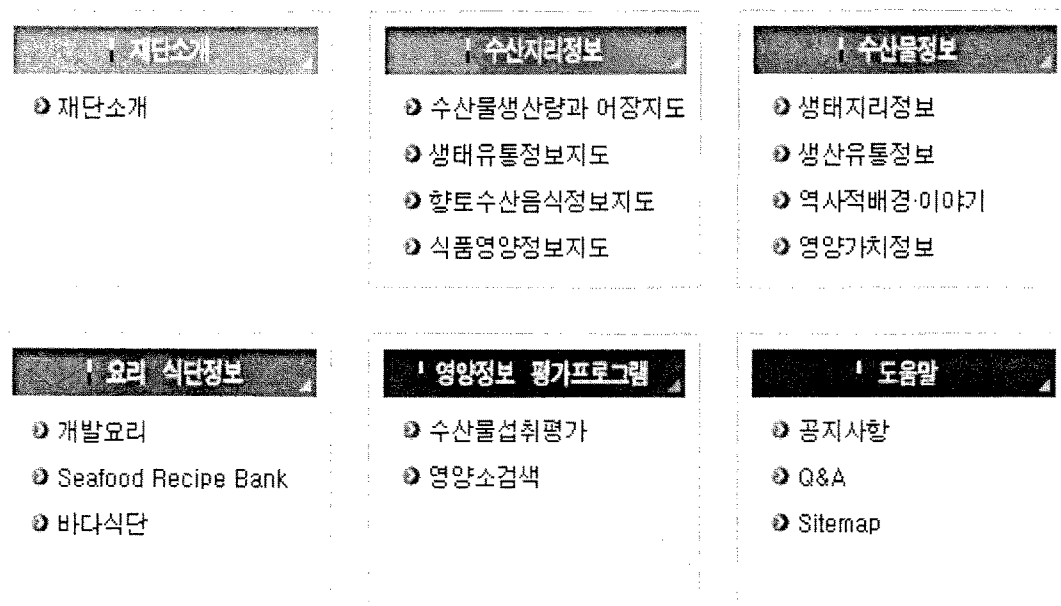 재단소개
재단소개
수산지리정보
수산물생산량과 어장지도
생태유통정보지도
향토수산음식정보지도
식품영양정보지도
수산물정보
생태지리정보
생산유통정보
역사적배경·이야기
영양가치정보
요리 식단정보
개발요리
Seafood Recipe Bank
바다식단
영양정보 평가프로그램
수산물섭취평가
영양소검색
도움말
공지사항
Q&A
Sitemap